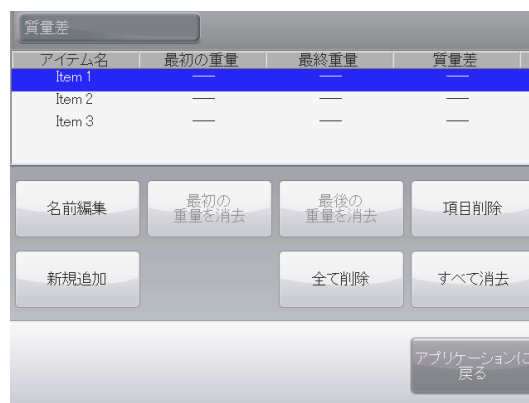 質量差
アイテム名 最初の重量 最終重量 質量差
Item 1 — — —
Item 2 — — —
Item 3 — — —
名前編集 最初の重量を消去 最後の重量を消去 項目削除
新規追加 全て削除 すべて消去
アプリケーションに
戻る